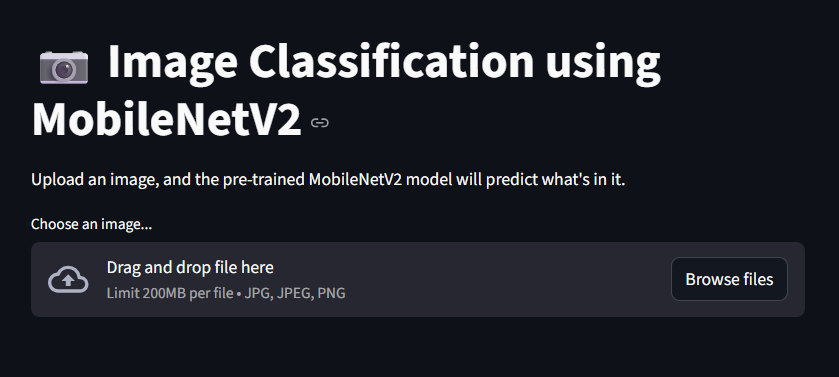 Image Classification using
MobileNetV2
Upload an image, and the pre-trained MobileNetV2 model will predict what's in it.
Choose an image...
Drag and drop file here
Limit 200MB per file • JPG, JPEG, PNG
Browse files